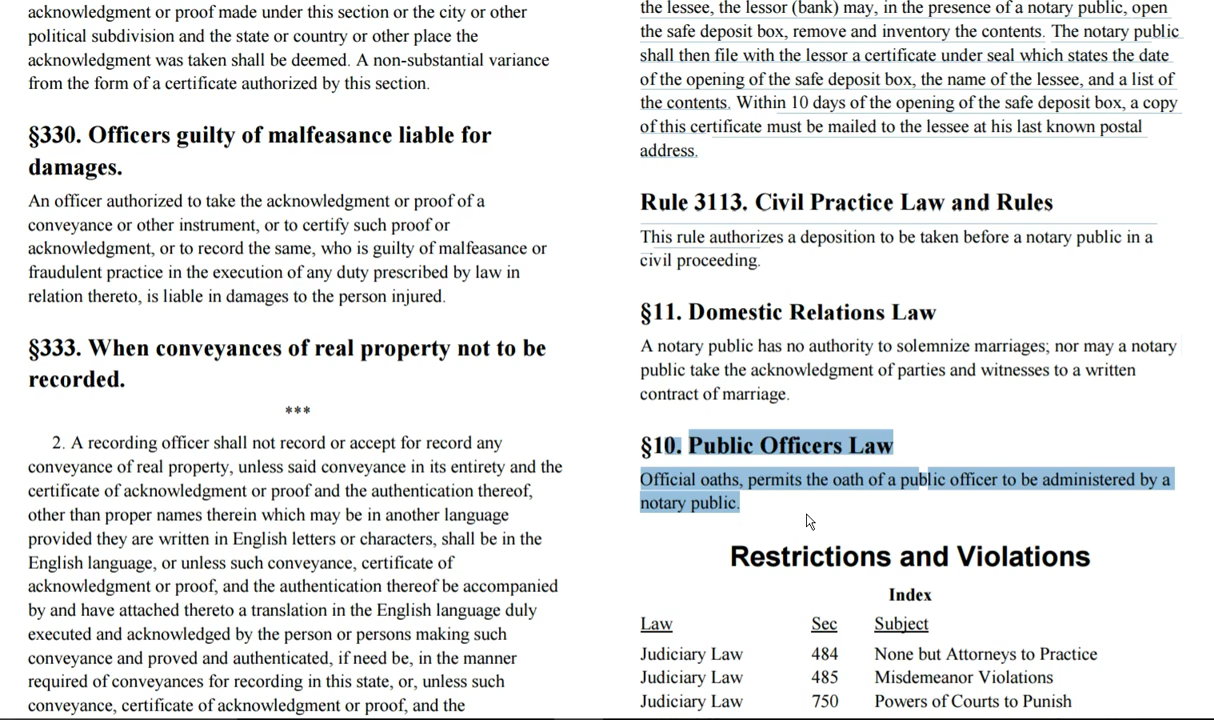 acknowledgment or proof made under this section or the city or other
political subdivision and the state or country or other place the
acknowledgment was taken shall be deemed. A non-substantial variance
from the form of a certificate authorized by this section.
§330. Officers guilty of malfeasance liable for
damages.
An officer authorized to take the acknowledgment or proof of a
conveyance or other instrument, or to certify such proof or
acknowledgment, or to record the same, who is guilty of malfeasance or
fraudulent practice in the execution of any duty prescribed by law in
relation thereto, is liable in damages to the person injured.
§333. When conveyances of real property not to be
recorded.
***
2. A recording officer shall not record or accept for record any
conveyance of real property, unless said conveyance in its entirety and the
certificate of acknowledgment or proof and the authentication thereof,
other than proper names therein which may be in another language
provided they are written in English letters or characters, shall be in the
English language, or unless such conveyance, certificate of
acknowledgment or proof, and the authentication thereof be accompanied
by and have attached thereto a translation in the English language duly
executed and acknowledged by the person or persons making such
conveyance and proved and authenticated, if need be, in the manner
required of conveyances for recording in this state, or, unless such
conveyance, certificate of acknowledgment or proof, and the
the lessee, the lessor (bank) may, in the presence of a notary public, open
the safe deposit box, remove and inventory the contents. The notary public
shall then file with the lessor a certificate under seal which states the date
of the opening of the safe deposit box, the name of the lessee, and a list of
the contents. Within 10 days of the opening of the safe deposit box, a copy
of this certificate must be mailed to the lessee at his last known postal
address.
Rule 3113. Civil Practice Law and Rules
This rule authorizes a deposition to be taken before a notary public in a
civil proceeding.
§11. Domestic Relations Law
A notary public has no authority to solemnize marriages; nor may a notary
public take the acknowledgment of parties and witnesses to a written
contract of marriage.
§10. Public Officers Law
Official oaths, permits the oath of a public officer to be administered by a
notary public.
Restrictions and Violations
Index
Law Sec Subject
Judiciary Law 484 None but Attorneys to Practice
Judiciary Law 485 Misdemeanor Violations
Judiciary Law 750 Powers of Courts to Punish